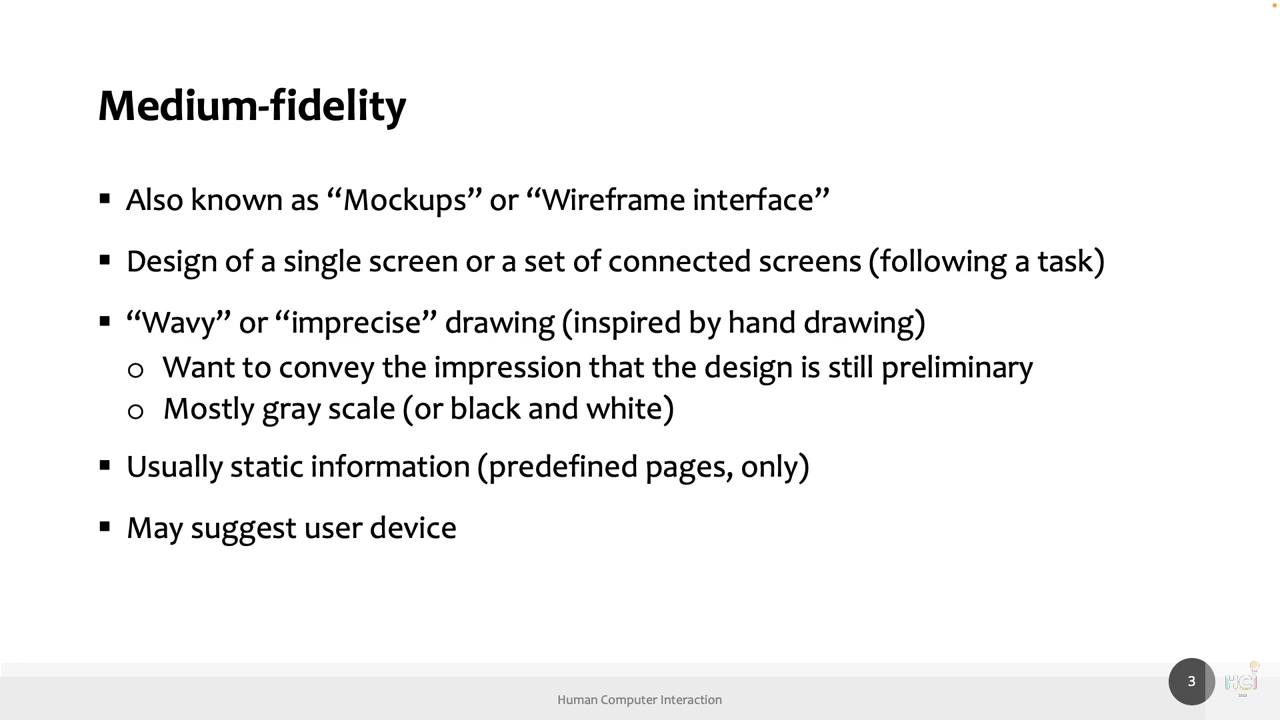 Medium-fidelity
▪ Also known as “Mockups” or “Wireframe interface”
▪ Design of a single screen or a set of connected screens (following a task)
▪ “Wavy” or “imprecise” drawing (inspired by hand drawing)
o Want to convey the impression that the design is still preliminary
o Mostly gray scale (or black and white)
▪ Usually static information (predefined pages, only)
▪ May suggest user device
Human Computer Interaction
3
HCI